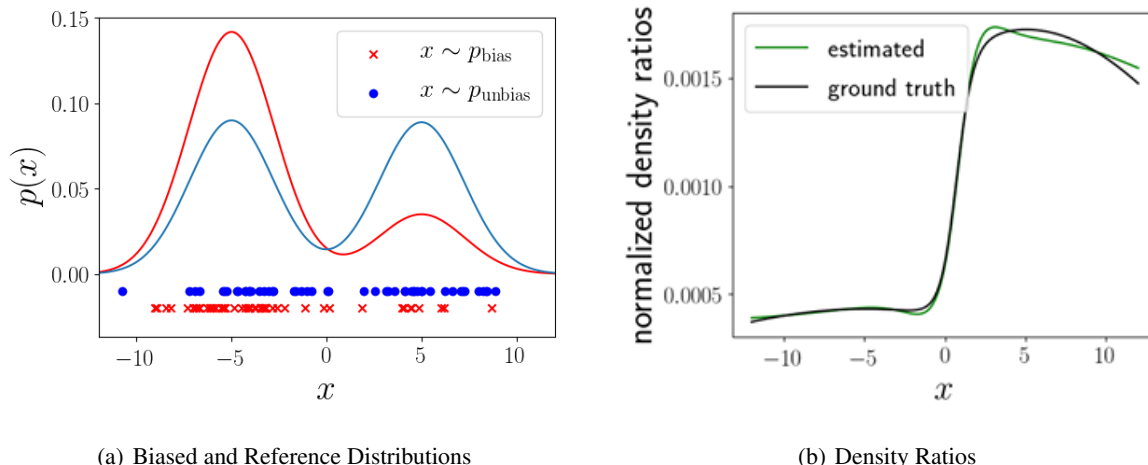 0.15
0.10
0.05
0.00
p(x)
x ∼ p_bias
x ∼ p_unbias
−10
−5
0
5
10
x
(a) Biased and Reference Distributions
normalized density ratios
0.0015
0.0010
0.0005
estimated
ground truth
−10
−5
0
5
10
x
(b) Density Ratios